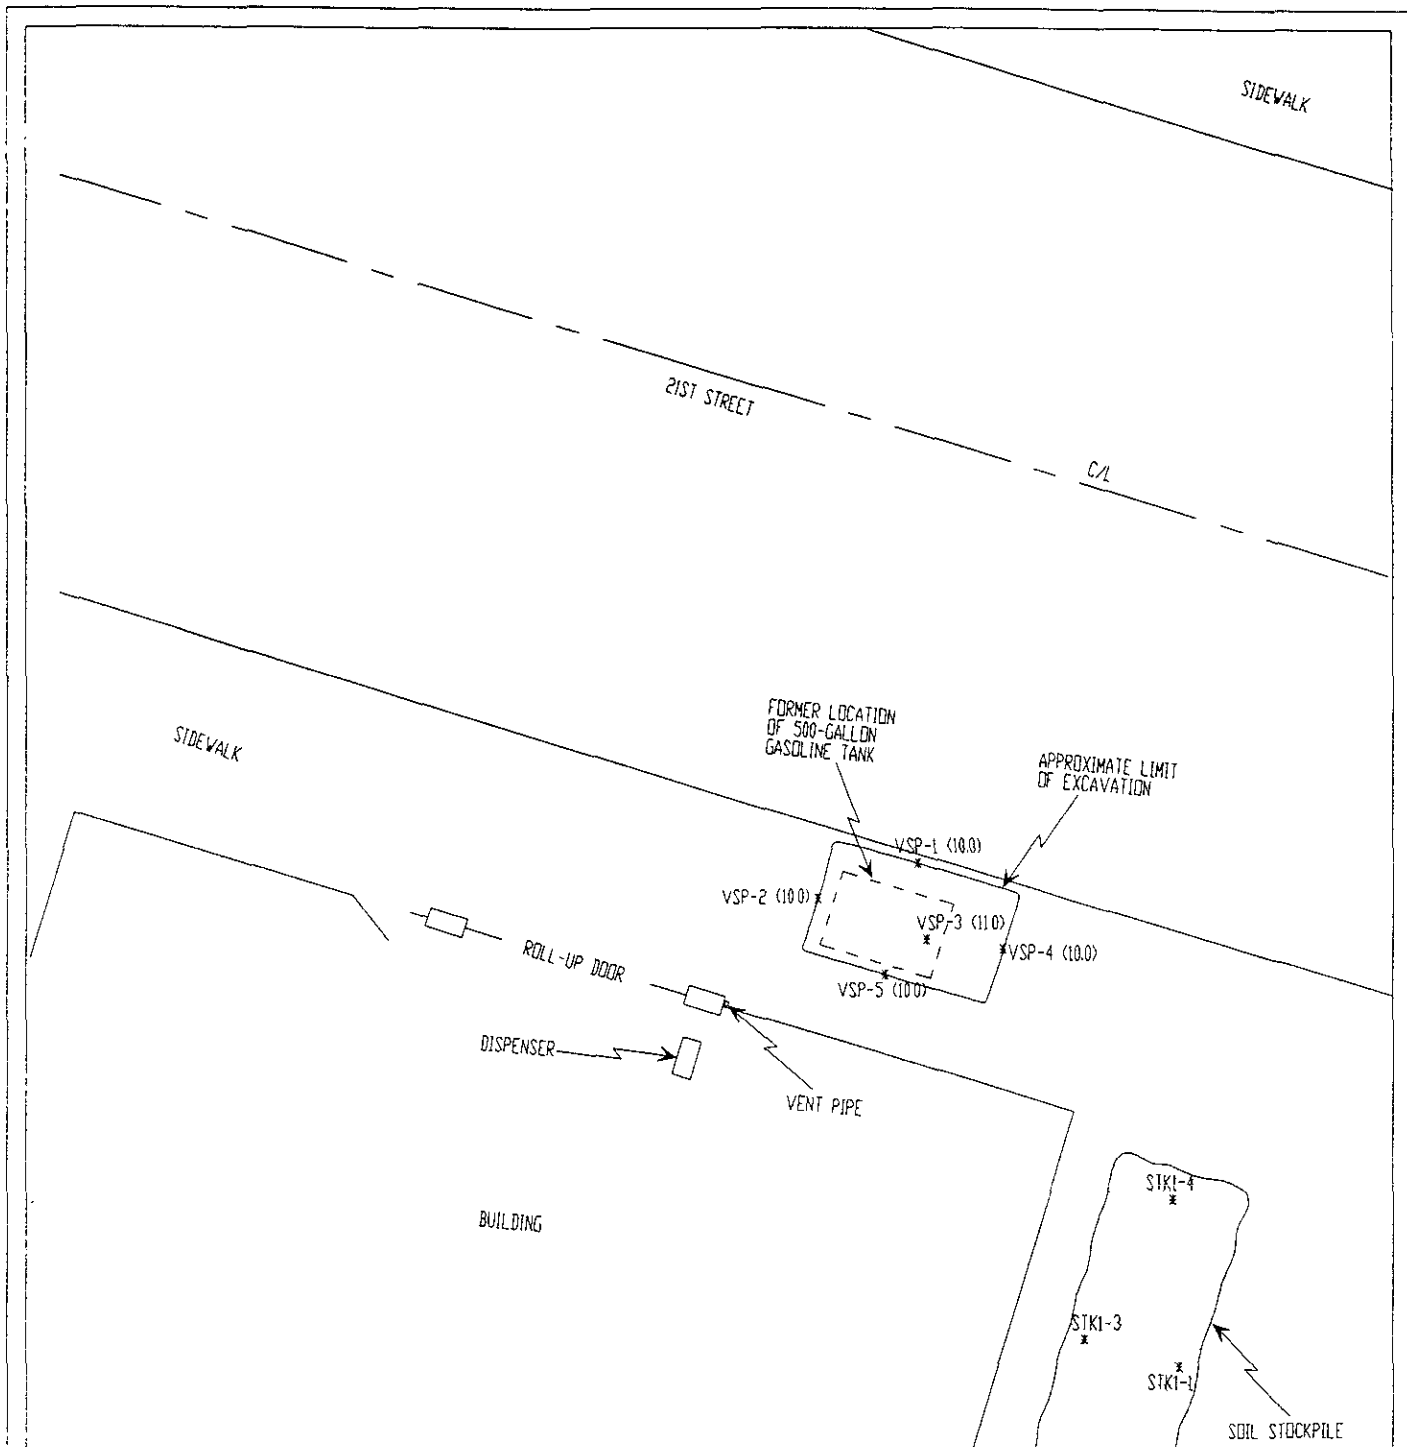 SIDEWALK
21ST STREET
C/L
FORMER LOCATION
OF 500-GALLON
GASOLINE TANK
SIDEWALK
APPROXIMATE LIMIT
OF EXCAVATION
VSP-1 (10.0)
VSP-2 (10.0)
VSP-3 (11.0)
VSP-4 (10.0)
VSP-5 (10.0)
ROLL-UP DOOR
DISPENSER
VENT PIPE
BUILDING
STK1-4
STK1-3
STK1-1
SOIL STOCKPILE